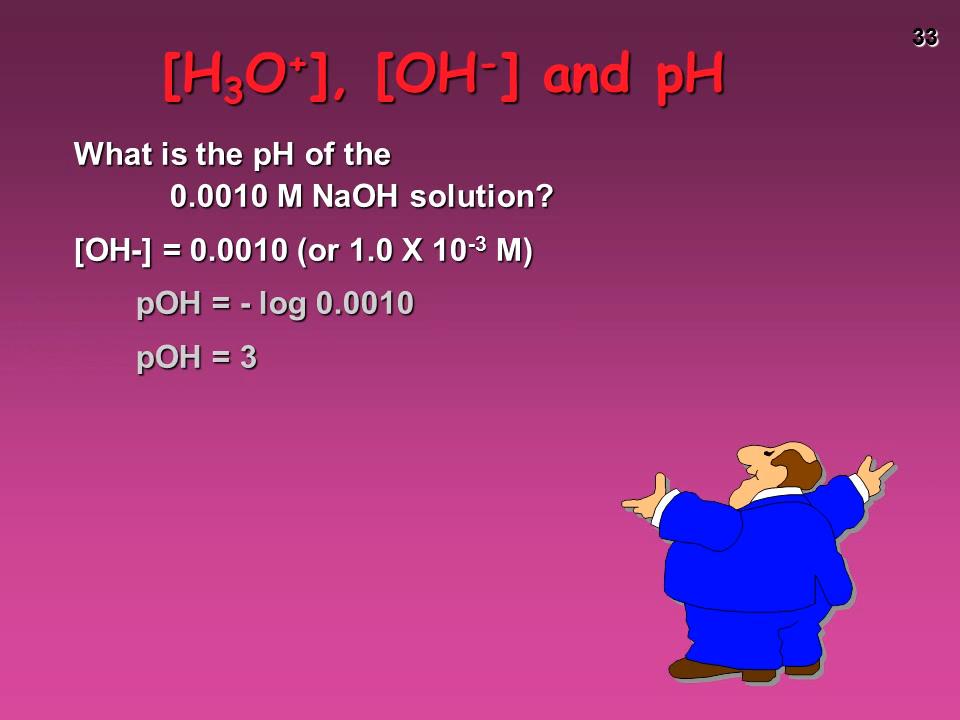 33
[H₃O⁺], [OH⁻] and pH
What is the pH of the
0.0010 M NaOH solution?
[OH-] = 0.0010 (or 1.0 X 10⁻³ M)
pOH = - log 0.0010
pOH = 3